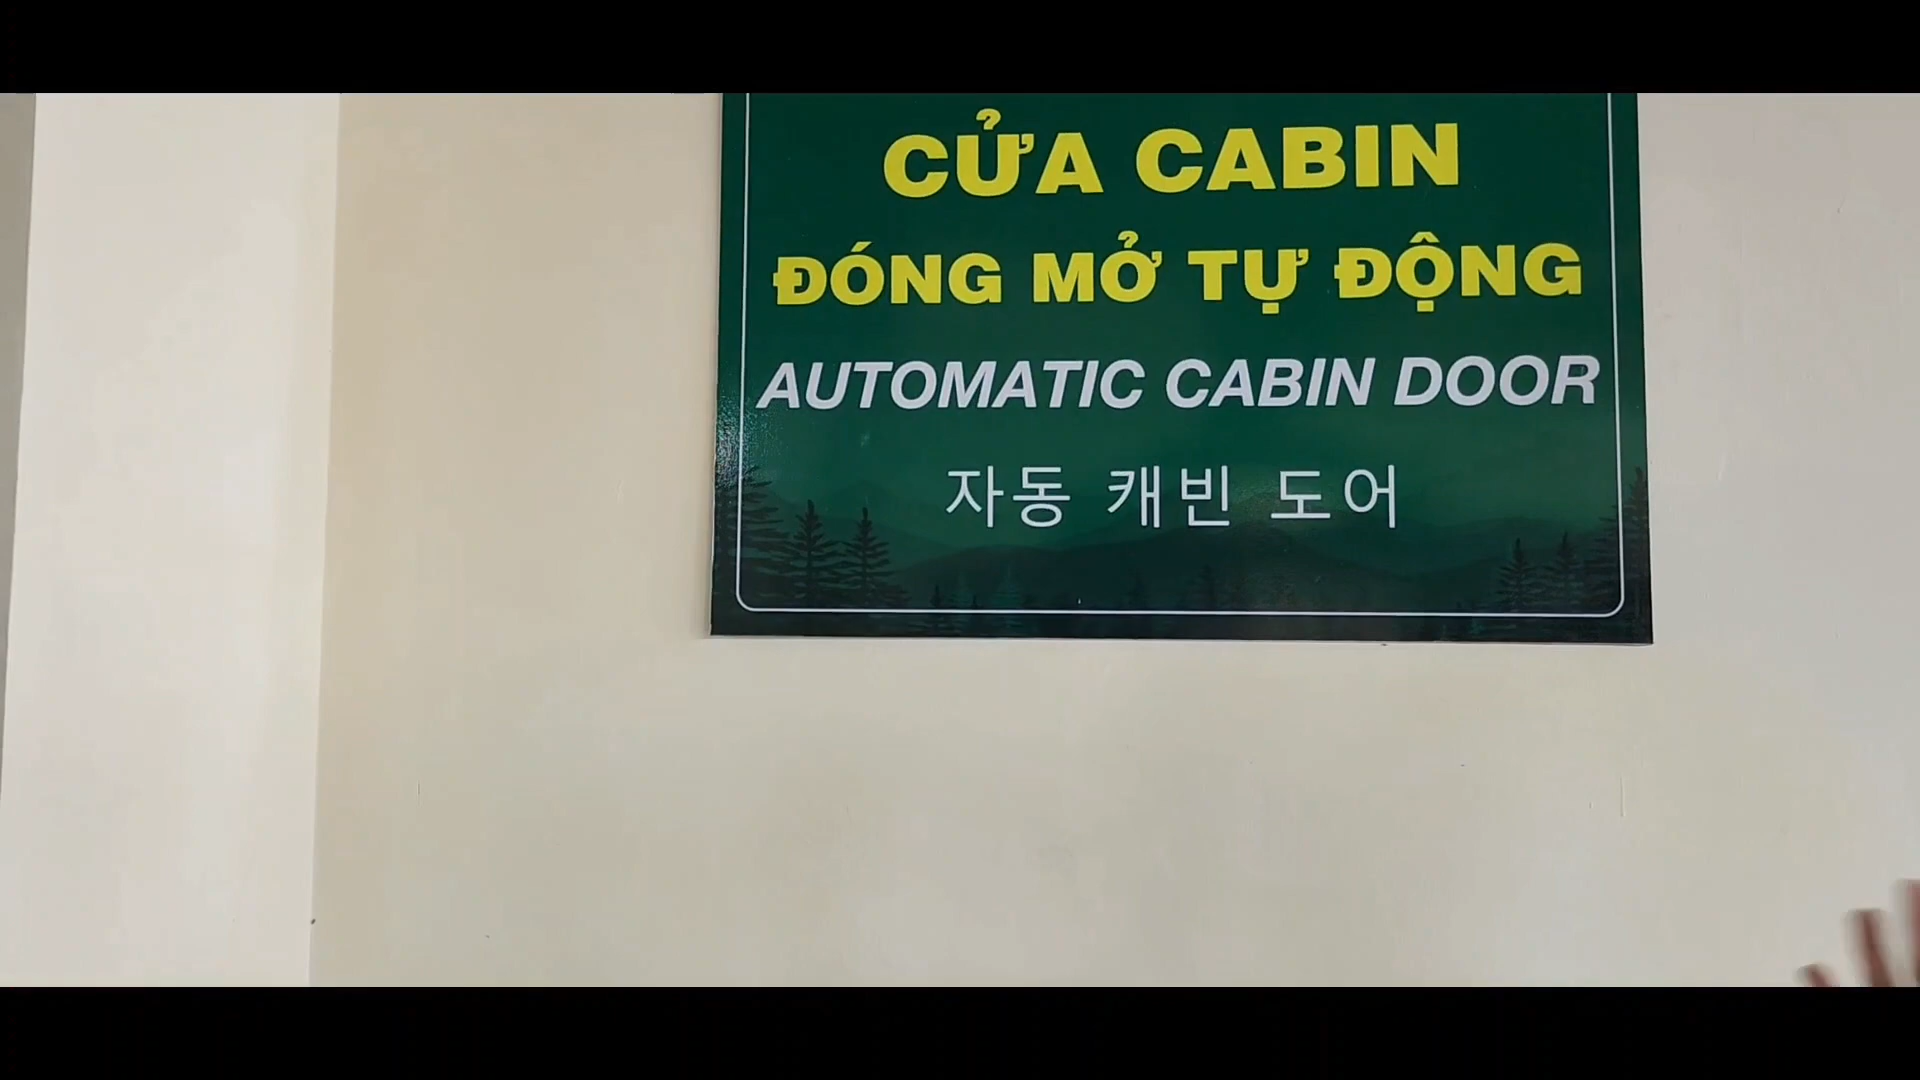 CỬA CABIN
ĐÓNG MỞ TỰ ĐỘNG
AUTOMATIC CABIN DOOR
자동 캐빈 도어